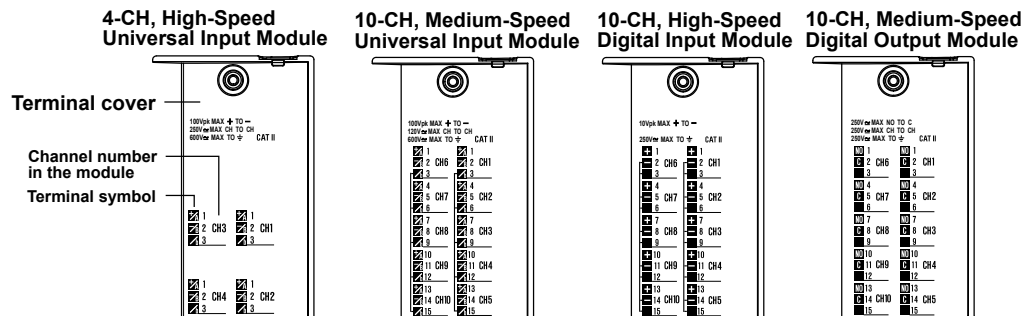 4-CH, High-Speed
Universal Input Module
10-CH, Medium-Speed
Universal Input Module
10-CH, High-Speed
Digital Input Module
10-CH, Medium-Speed
Digital Output Module
Terminal cover
Channel number
in the module
Terminal symbol
100Vpk MAX + TO −
250V MAX CH TO CH
600V MAX TO CAT II
1 1
2 CH3 2 CH1
3 3
1 1
2 CH4 2 CH2
3 3
100Vpk MAX + TO −
120V MAX CH TO CH
600V MAX TO CAT II
1 1
2 CH6 2 CH1
3 3
4 4
5 CH7 5 CH2
6 6
7 7
8 CH8 8 CH3
9 9
10 10
11 CH9 11 CH4
12 12
13 13
14 CH10 14 CH5
15 15
10Vpk MAX + TO −
250V MAX TO CAT II
+ 1 + 1
− 2 CH6 − 2 CH1
3 3
+ 4 + 4
− 5 CH7 − 5 CH2
6 6
+ 7 + 7
− 8 CH8 − 8 CH3
9 9
+ 10 + 10
− 11 CH9 − 11 CH4
12 12
+ 13 + 13
− 14 CH10 − 14 CH5
15 15
250V MAX NO TO C
250V MAX CH TO CH
250V MAX TO CAT II
NO 1 NO 1
C 2 CH6 C 2 CH1
3 3
NO 4 NO 4
C 5 CH7 C 5 CH2
6 6
NO 7 NO 7
C 8 CH8 C 8 CH3
9 9
NO 10 NO 10
C 11 CH9 C 11 CH4
12 12
NO 13 NO 13
C 14 CH10 C 14 CH5
15 15